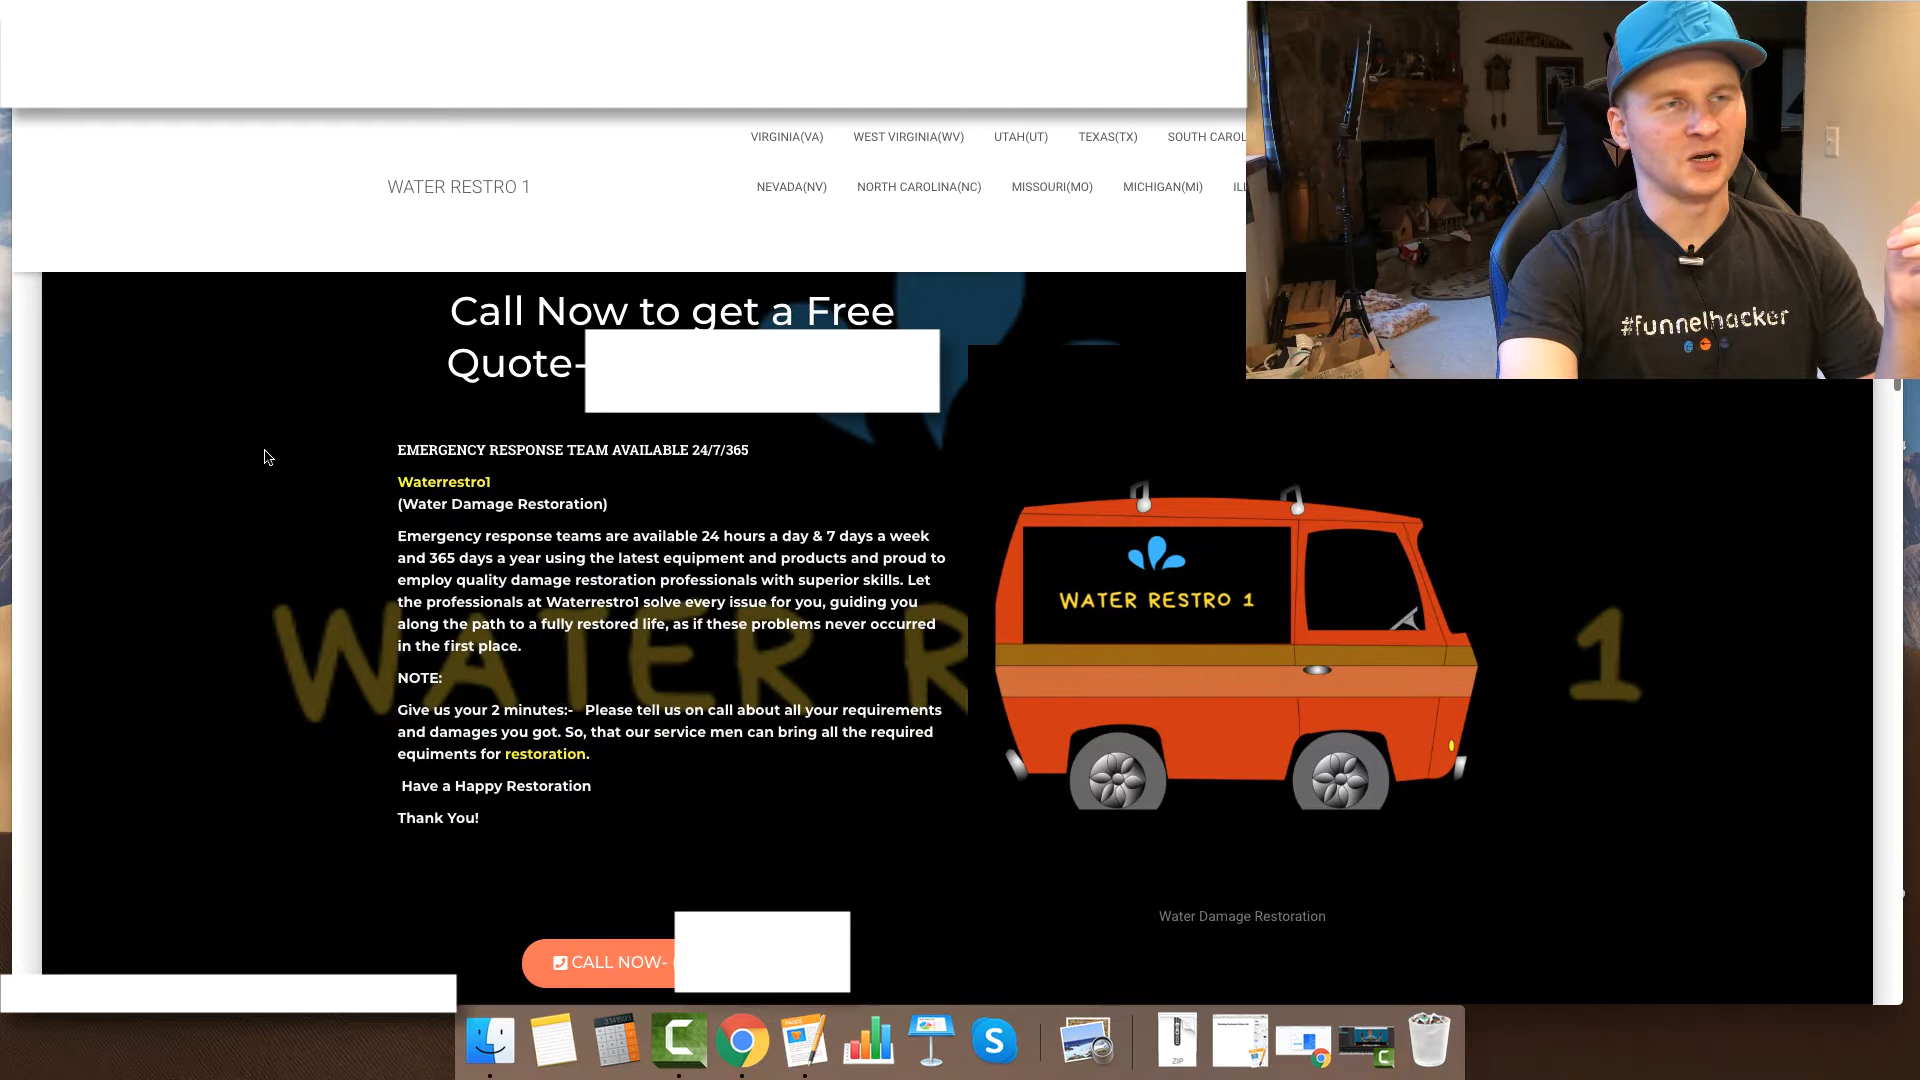 VIRGINIA(VA) WEST VIRGINIA(WV) UTAH(UT) TEXAS(TX) SOUTH CAROL
WATER RESTRO 1
NEVADA(NV) NORTH CAROLINA(NC) MISSOURI(MO) MICHIGAN(MI) ILL
#funnelhacker
Call Now to get a Free
Quote-
EMERGENCY RESPONSE TEAM AVAILABLE 24/7/365
Waterrestro1
(Water Damage Restoration)
Emergency response teams are available 24 hours a day & 7 days a week
and 365 days a year using the latest equipment and products and proud to
employ quality damage restoration professionals with superior skills. Let
the professionals at Waterrestro1 solve every issue for you, guiding you
along the path to a fully restored life, as if these problems never occurred
in the first place.
NOTE:
Give us your 2 minutes:- Please tell us on call about all your requirements
and damages you got. So, that our service men can bring all the required
equiments for restoration.
Have a Happy Restoration
Thank You!
WATER RESTRO 1
WATER R 1
Water Damage Restoration
CALL NOW- (
PAGES
ZIP